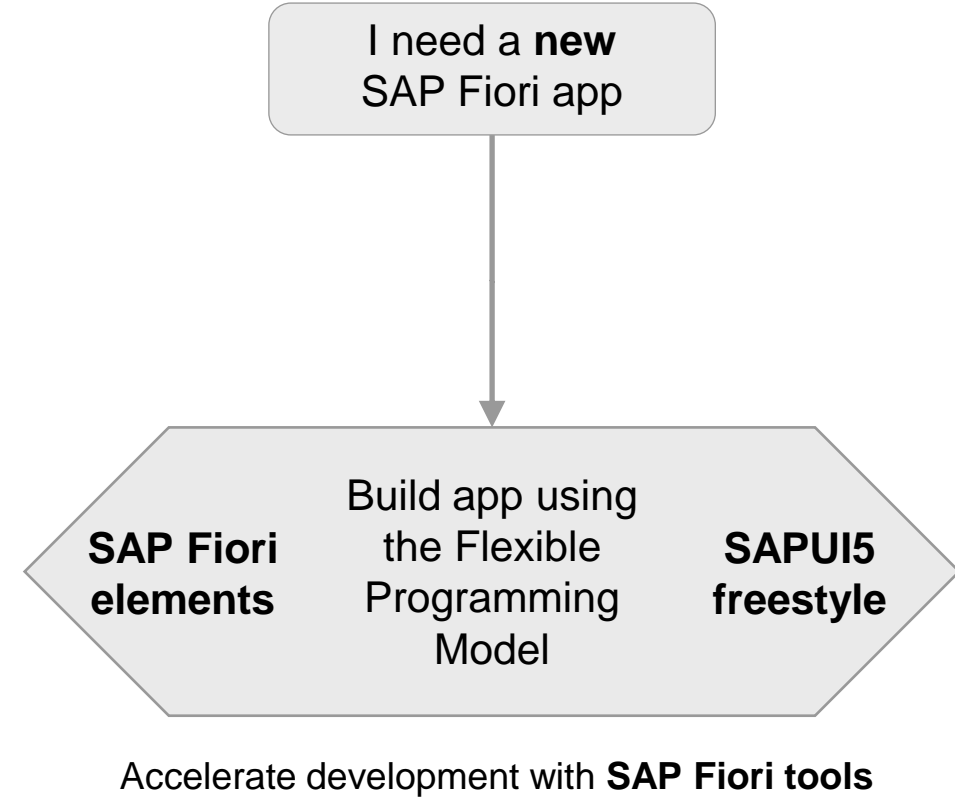 I need a new
SAP Fiori app
SAP Fiori
elements
Build app using
the Flexible
Programming
Model
SAPUI5
freestyle
Accelerate development with SAP Fiori tools